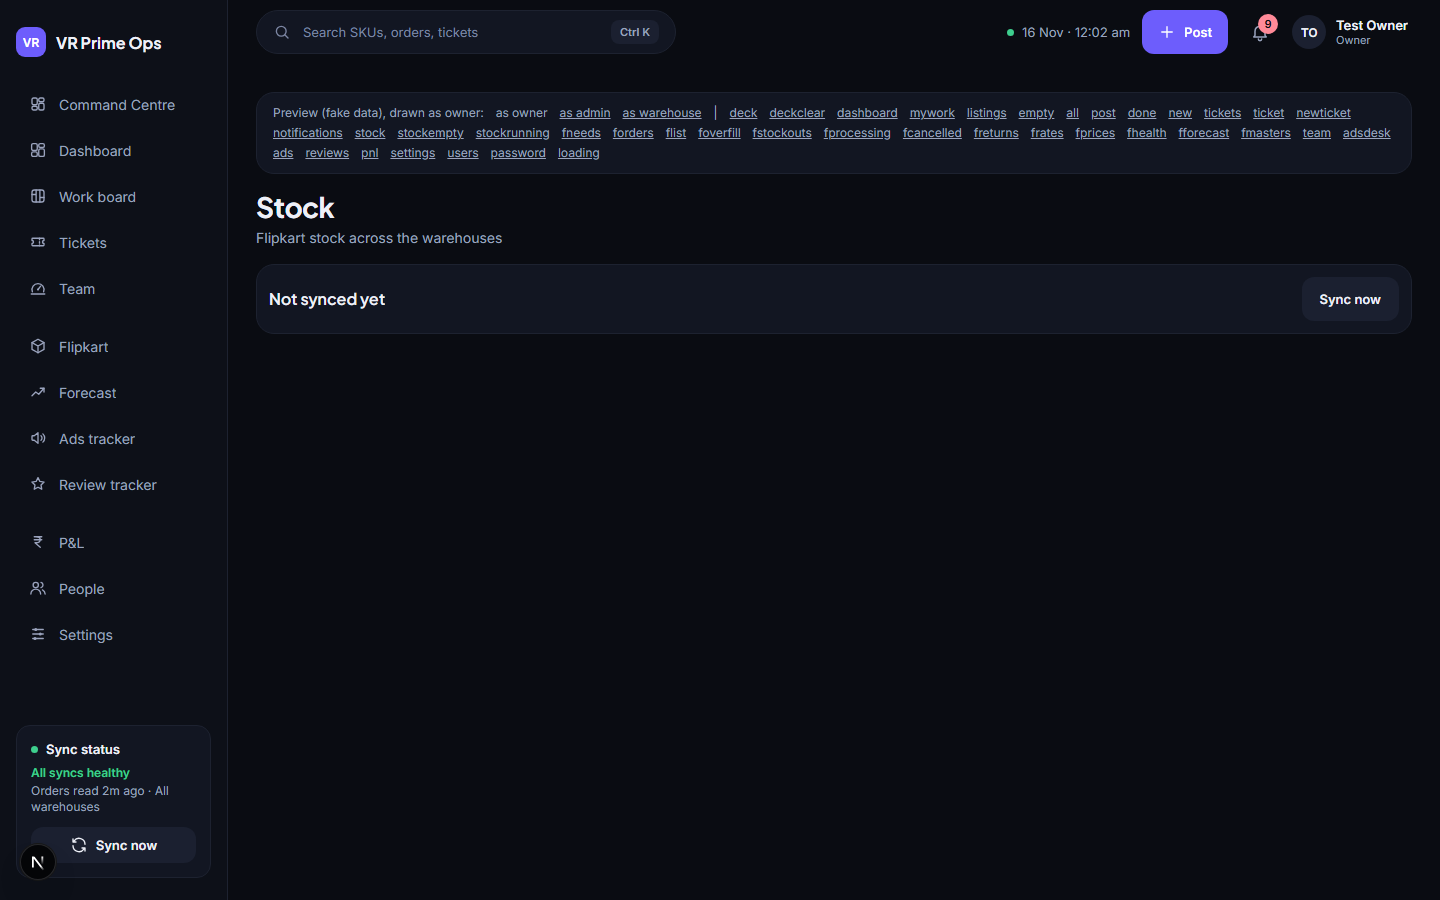 VR VR Prime Ops
Search SKUs, orders, tickets Ctrl K
16 Nov · 12:02 am
+ Post
9
TO Test Owner
Owner
Command Centre
Dashboard
Work board
Tickets
Team
Flipkart
Forecast
Ads tracker
Review tracker
₹ P&L
People
Settings
Sync status
All syncs healthy
Orders read 2m ago · All
warehouses
Sync now
N
Preview (fake data), drawn as owner: as owner as admin as warehouse | deck deckclear dashboard mywork listings empty all post done new tickets ticket newticket
notifications stock stockempty stockrunning fneeds forders flist foverfill fstockouts fprocessing fcancelled freturns frates fprices fhealth fforecast fmasters team adsdesk
ads reviews pnl settings users password loading
Stock
Flipkart stock across the warehouses
Not synced yet Sync now